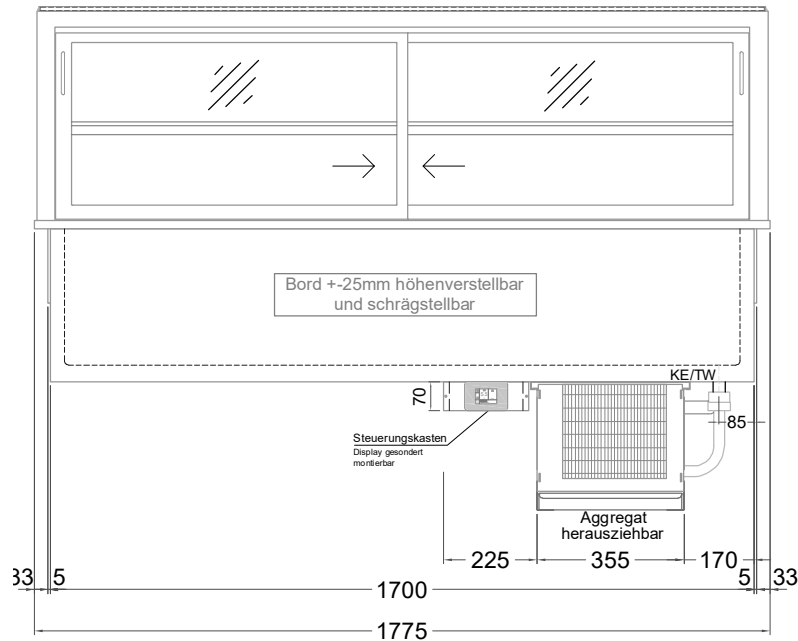 Bord +-25mm höhenverstellbar
und schrägstellbar
KE/TW
70
85
Steuerungskasten
Display gesondert
montierbar
Aggregat
herausziehbar
225 355 170
33 5 1700 5 33
1775